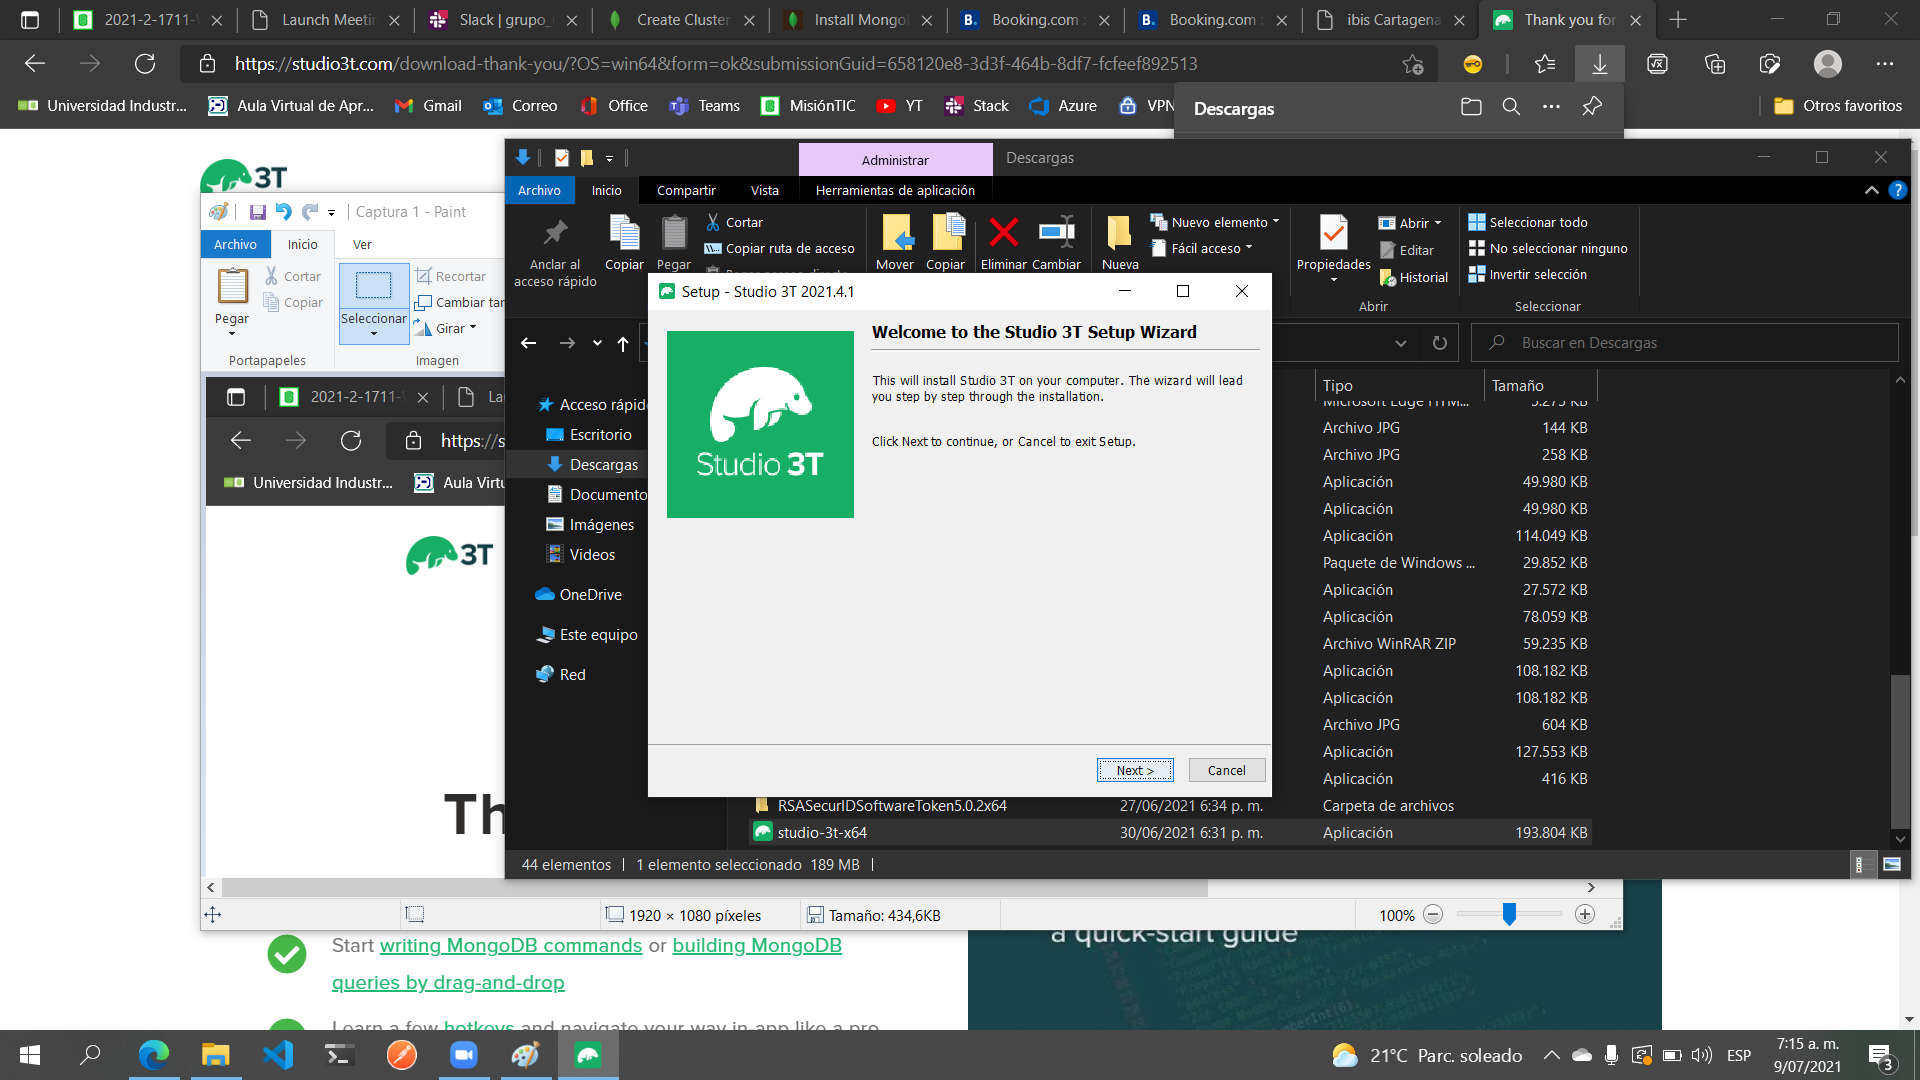 2021-2-1711-
Launch Meetin
Slack | grupo_
Create Cluster
Install Mongo
Booking.com :
Booking.com :
ibis Cartagena
Thank you for
https://studio3t.com/download-thank-you/?OS=win64&form=ok&submissionGuid=658120e8-3d3f-464b-8df7-fcfeef892513
Universidad Industr...
Aula Virtual de Apr...
Gmail
Correo
Office
Teams
MisiónTIC
YT
Stack
Azure
VPN
Otros favoritos
Descargas
3T
Administrar
Descargas
Archivo
Inicio
Compartir
Vista
Herramientas de aplicación
Anclar al
acceso rápido
Copiar
Pegar
Cortar
Copiar ruta de acceso
Mover
Copiar
Eliminar
Cambiar
Nueva
Nuevo elemento
Fácil acceso
Propiedades
Abrir
Editar
Historial
Abrir
Seleccionar todo
No seleccionar ninguno
Invertir selección
Seleccionar
Captura 1 - Paint
Archivo
Inicio
Ver
Pegar
Cortar
Copiar
Portapapeles
Seleccionar
Recortar
Cambiar tar
Girar
Imagen
2021-2-1711-
La
https://s
Universidad Industr...
Aula Virtu
3T
Th
Buscar en Descargas
Acceso rápido
Escritorio
Descargas
Documento
Imágenes
Videos
OneDrive
Este equipo
Red
Setup - Studio 3T 2021.4.1
Studio 3T
Welcome to the Studio 3T Setup Wizard
This will install Studio 3T on your computer. The wizard will lead
you step by step through the installation.
Click Next to continue, or Cancel to exit Setup.
Next >
Cancel
Tipo Tamaño
Microsoft Edge HTM... 5.275 KB
Archivo JPG 144 KB
Archivo JPG 258 KB
Aplicación 49.980 KB
Aplicación 49.980 KB
Aplicación 114.049 KB
Paquete de Windows ... 29.852 KB
Aplicación 27.572 KB
Aplicación 78.059 KB
Archivo WinRAR ZIP 59.235 KB
Aplicación 108.182 KB
Aplicación 108.182 KB
Archivo JPG 604 KB
Aplicación 127.553 KB
Aplicación 416 KB
RSASecurIDSoftwareToken5.0.2x64 27/06/2021 6:34 p. m. Carpeta de archivos
studio-3t-x64 30/06/2021 6:31 p. m. Aplicación 193.804 KB
44 elementos
1 elemento seleccionado 189 MB
1920 × 1080 píxeles
Tamaño: 434,6KB
100%
Start writing MongoDB commands or building MongoDB
queries by drag-and-drop
Learn a few hotkeys and navigate your way in-app like a pro
a quick-start guide
21°C Parc. soleado
ESP
7:15 a. m.
9/07/2021
3